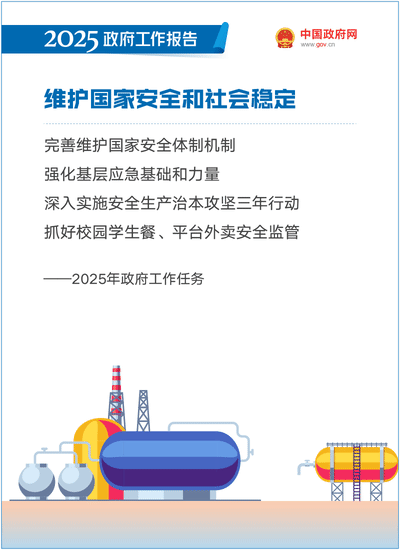 2025政府工作报告
中国政府网
www.gov.cn
维护国家安全和社会稳定
完善维护国家安全体制机制
强化基层应急基础和力量
深入实施安全生产治本攻坚三年行动
抓好校园学生餐、平台外卖安全监管
——2025年政府工作任务